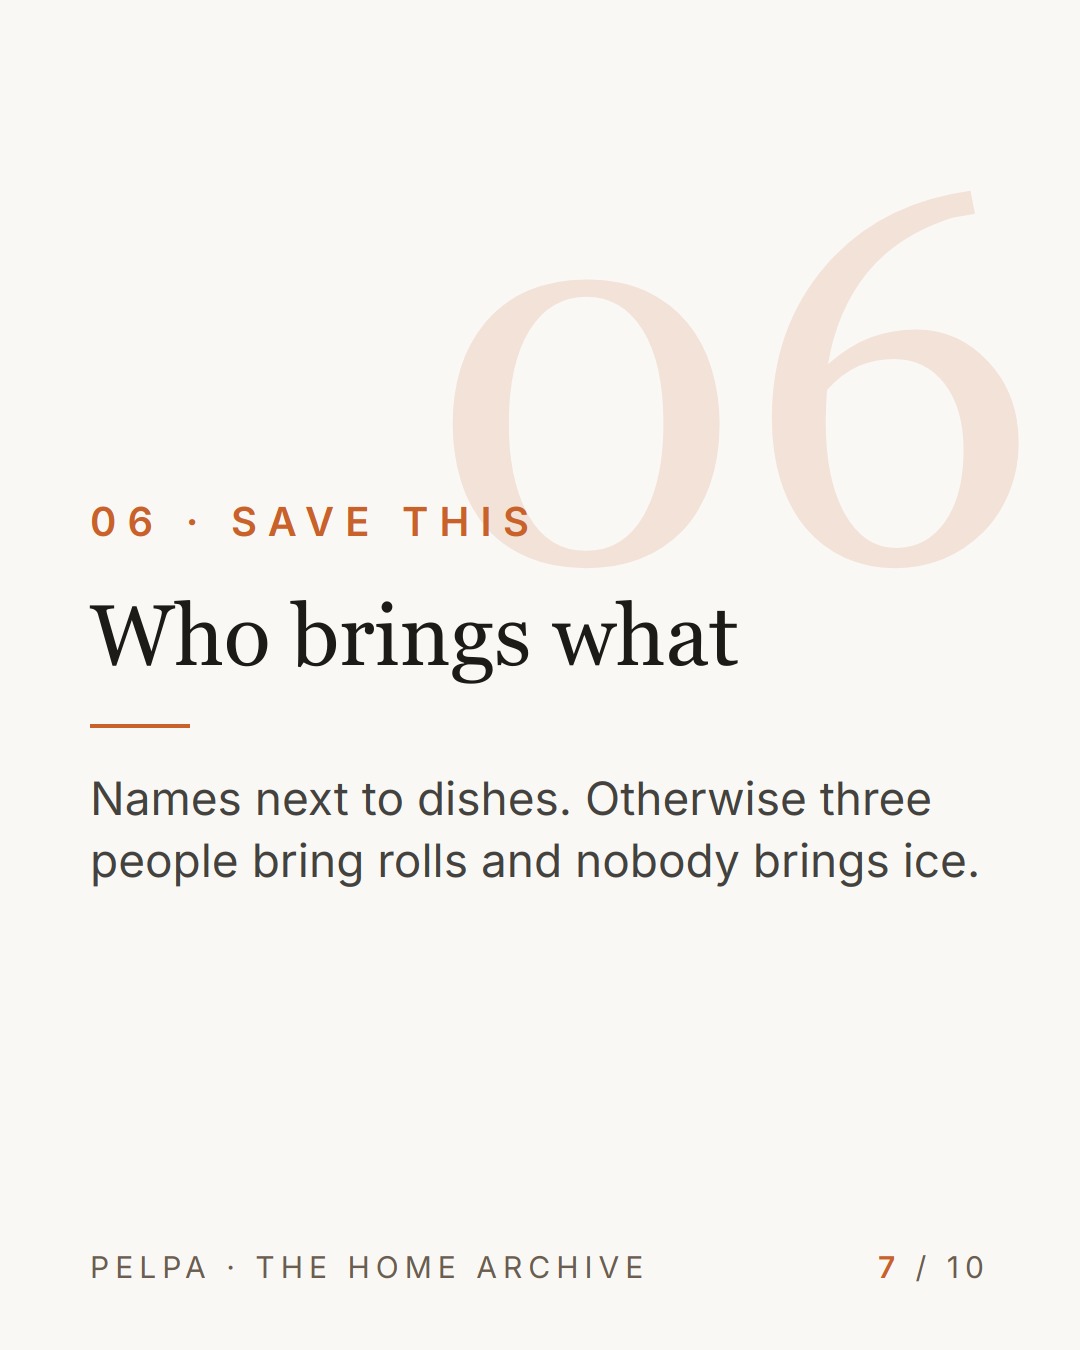 06
06 · SAVE THIS
Who brings what
Names next to dishes. Otherwise three
people bring rolls and nobody brings ice.
PELPA · THE HOME ARCHIVE
7 / 10